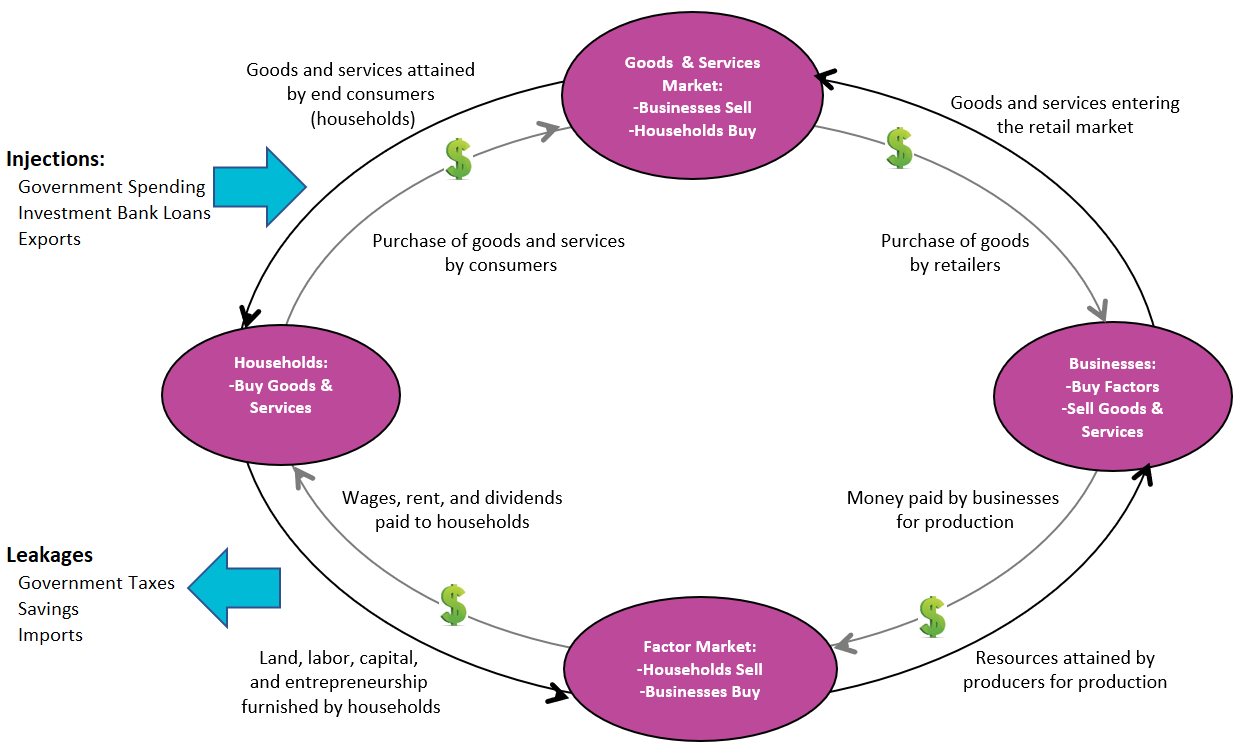 Goods & Services
Market:
-Businesses Sell
-Households Buy
Goods and services attained
by end consumers
(households)
Goods and services entering
the retail market
Injections:
Government Spending
Investment Bank Loans
Exports
$
$
Purchase of goods and services
by consumers
Purchase of goods
by retailers
Households:
-Buy Goods &
Services
Businesses:
-Buy Factors
-Sell Goods &
Services
Wages, rent, and dividends
paid to households
Money paid by businesses
for production
Leakages
Government Taxes
Savings
Imports
$
$
Factor Market:
-Households Sell
-Businesses Buy
Land, labor, capital,
and entrepreneurship
furnished by households
Resources attained by
producers for production